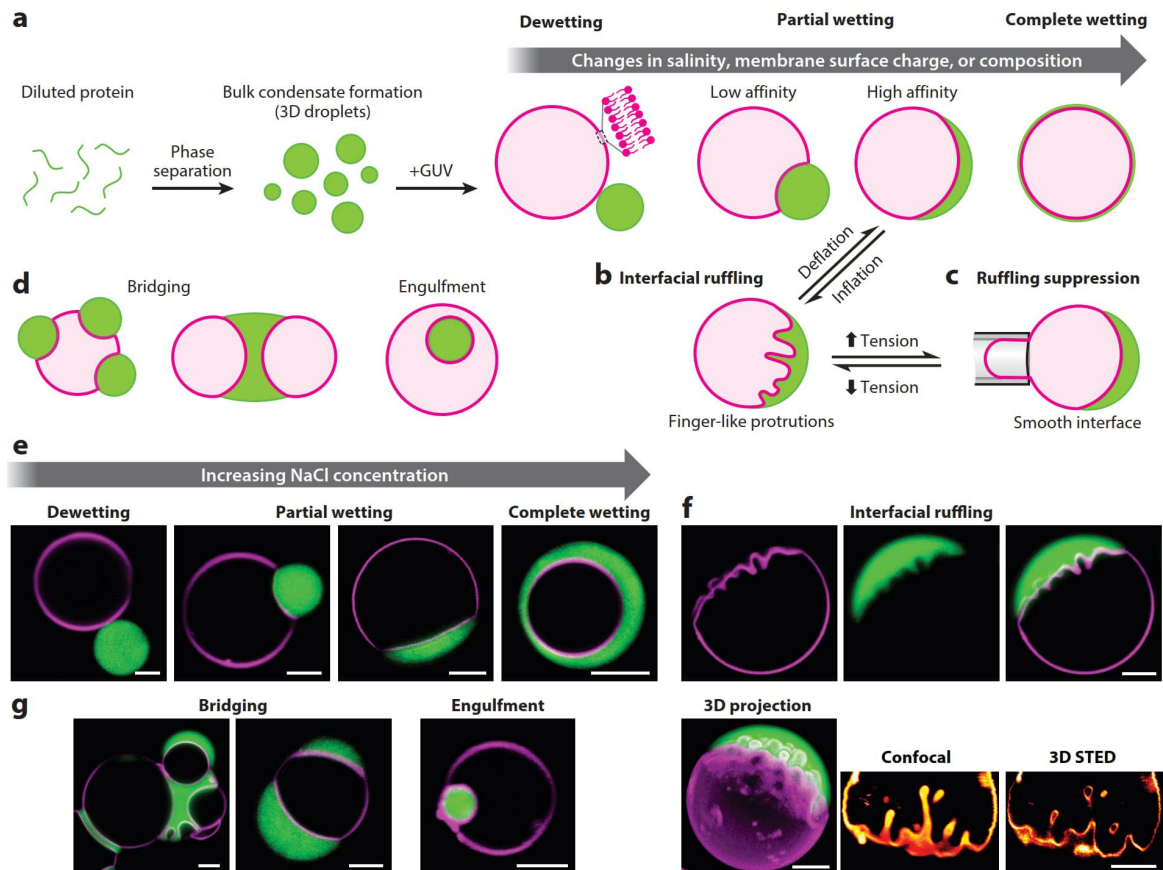 a
Dewetting
Partial wetting
Complete wetting
Changes in salinity, membrane surface charge, or composition
Diluted protein
Bulk condensate formation
(3D droplets)
Low affinity
High affinity
Phase
separation
+GUV
Deflation
Inflation
d
Bridging
Engulfment
b
Interfacial ruffling
c
Ruffling suppression
Tension
Tension
Finger-like protrutions
Smooth interface
e
Increasing NaCl concentration
Dewetting
Partial wetting
Complete wetting
f
Interfacial ruffling
g
Bridging
Engulfment
3D projection
Confocal
3D STED